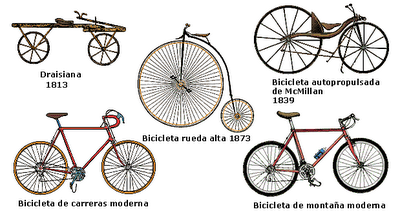 Draisiana
1813
Bicicleta rueda alta 1873
Bicicleta autopropulsada
de McMillan
1839
Bicicleta de carreras moderna
Bicicleta de montaña moderna